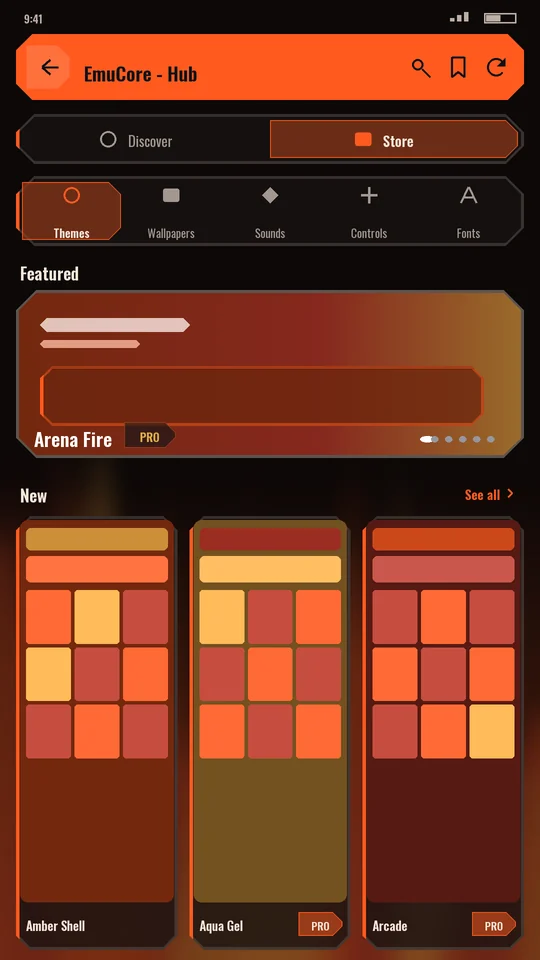 9:41
EmuCore - Hub
Discover
Store
Themes
Wallpapers
Sounds
Controls
Fonts
Featured
Arena Fire
PRO
New
See all
Amber Shell
Aqua Gel
PRO
Arcade
PRO